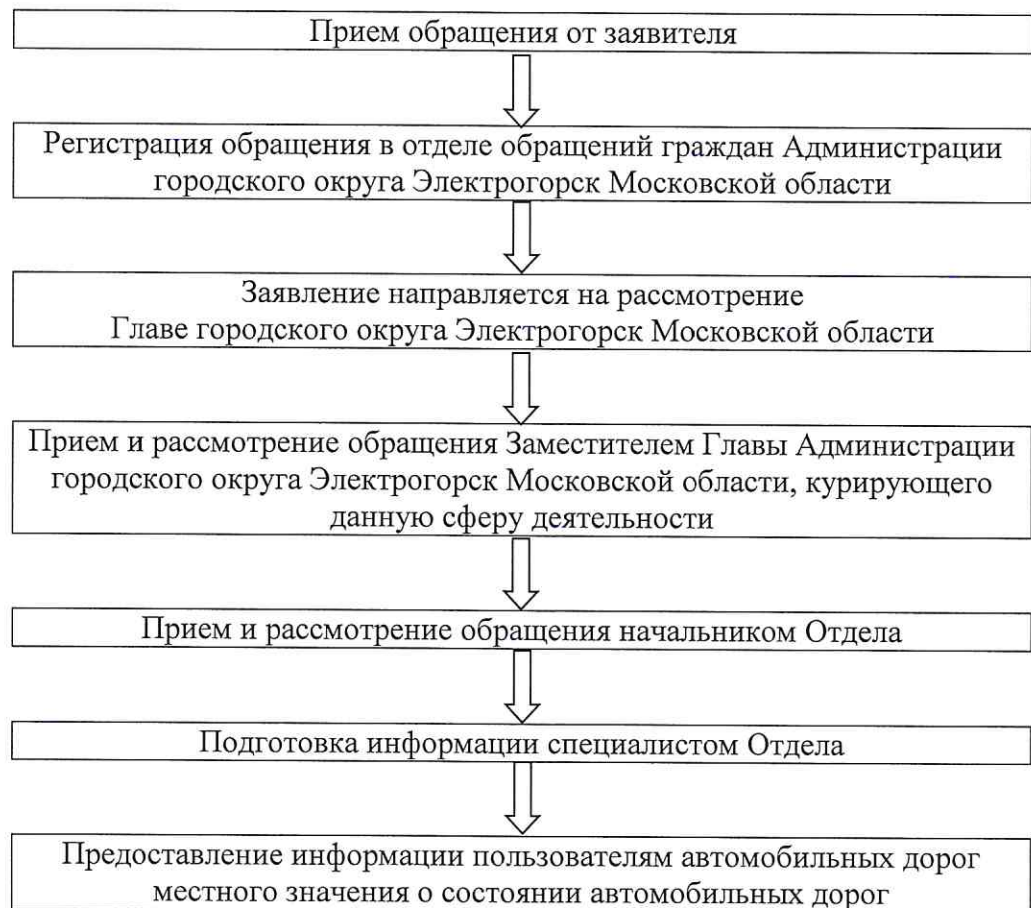 Прием обращения от заявителя
Регистрация обращения в отделе обращений граждан Администрации
городского округа Электрогорск Московской области
Заявление направляется на рассмотрение
Главе городского округа Электрогорск Московской области
Прием и рассмотрение обращения Заместителем Главы Администрации
городского округа Электрогорск Московской области, курирующего
данную сферу деятельности
Прием и рассмотрение обращения начальником Отдела
Подготовка информации специалистом Отдела
Предоставление информации пользователям автомобильных дорог
местного значения о состоянии автомобильных дорог